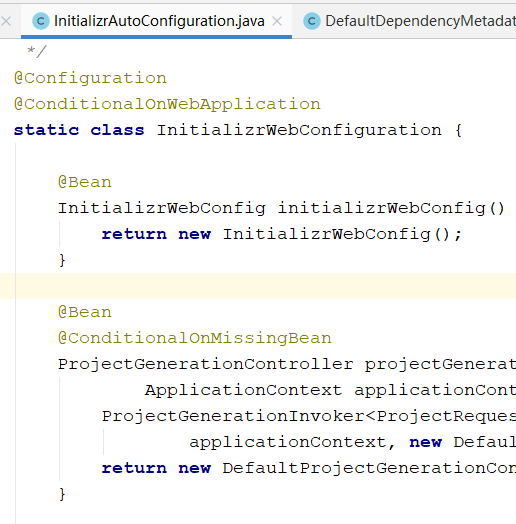 InitializrAutoConfiguration.java DefaultDependencyMetadat
*/
@Configuration
@ConditionalOnWebApplication
static class InitializrWebConfiguration {
@Bean
InitializrWebConfig initializrWebConfig()
return new InitializrWebConfig();
}
@Bean
@ConditionalOnMissingBean
ProjectGenerationController projectGenerat
ApplicationContext applicationCont
ProjectGenerationInvoker<ProjectReques
applicationContext, new Defaul
return new DefaultProjectGenerationCon
}